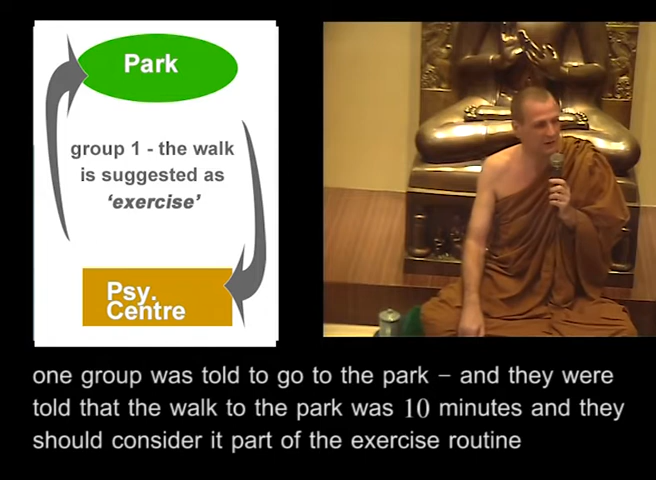 Park
group 1 - the walk
is suggested as
‘exercise’
Psy.
Centre
one group was told to go to the park – and they were
told that the walk to the park was 10 minutes and they
should consider it part of the exercise routine